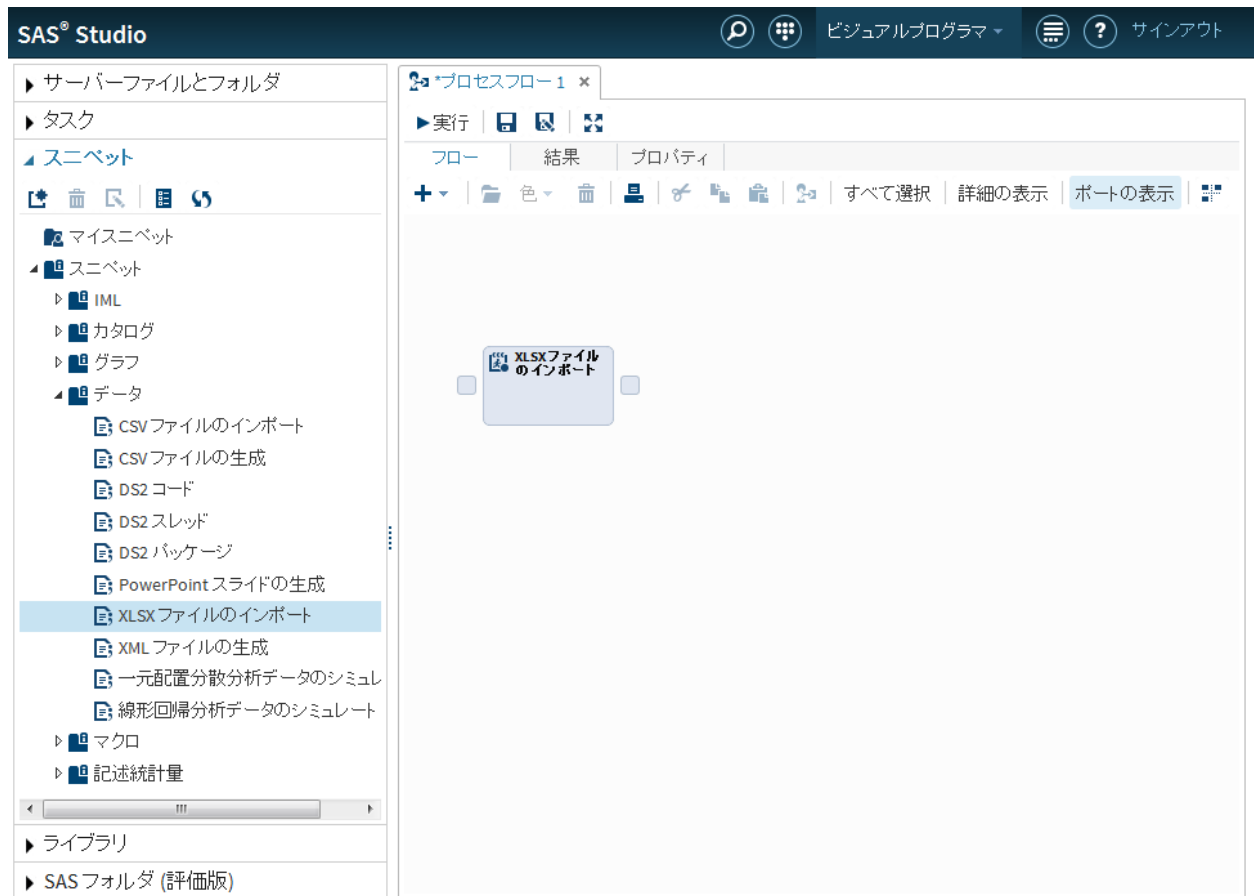 SAS® Studio
ビジュアルプログラマ
?
サインアウト
サーバーファイルとフォルダ
タスク
スニペット
マイスニペット
スニペット
IML
カタログ
グラフ
データ
CSV ファイルのインポート
CSV ファイルの生成
DS2 コード
DS2 スレッド
DS2 パッケージ
PowerPoint スライドの生成
XLSX ファイルのインポート
XML ファイルの生成
一元配置分散分析データのシミュレ
線形回帰分析データのシミュレート
マクロ
記述統計量
ライブラリ
SAS フォルダ (評価版)
*プロセスフロー 1
実行
フロー 結果 プロパティ
色 すべて選択 詳細の表示 ポートの表示
XLSXファイル
のインポート